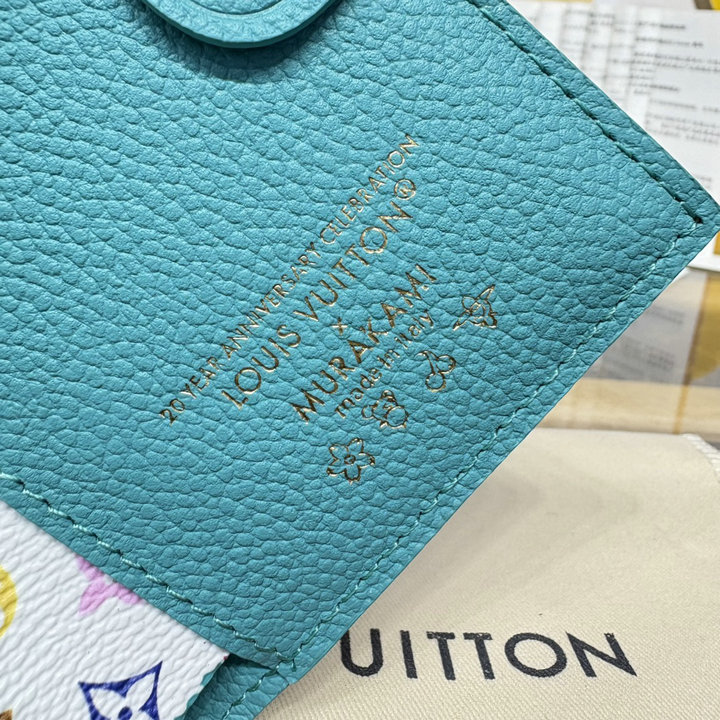 20 YEAR ANNIVERSARY CELEBRATION
LOUIS VUITTON®
×
MURAKAMI
made in italy
UITTON